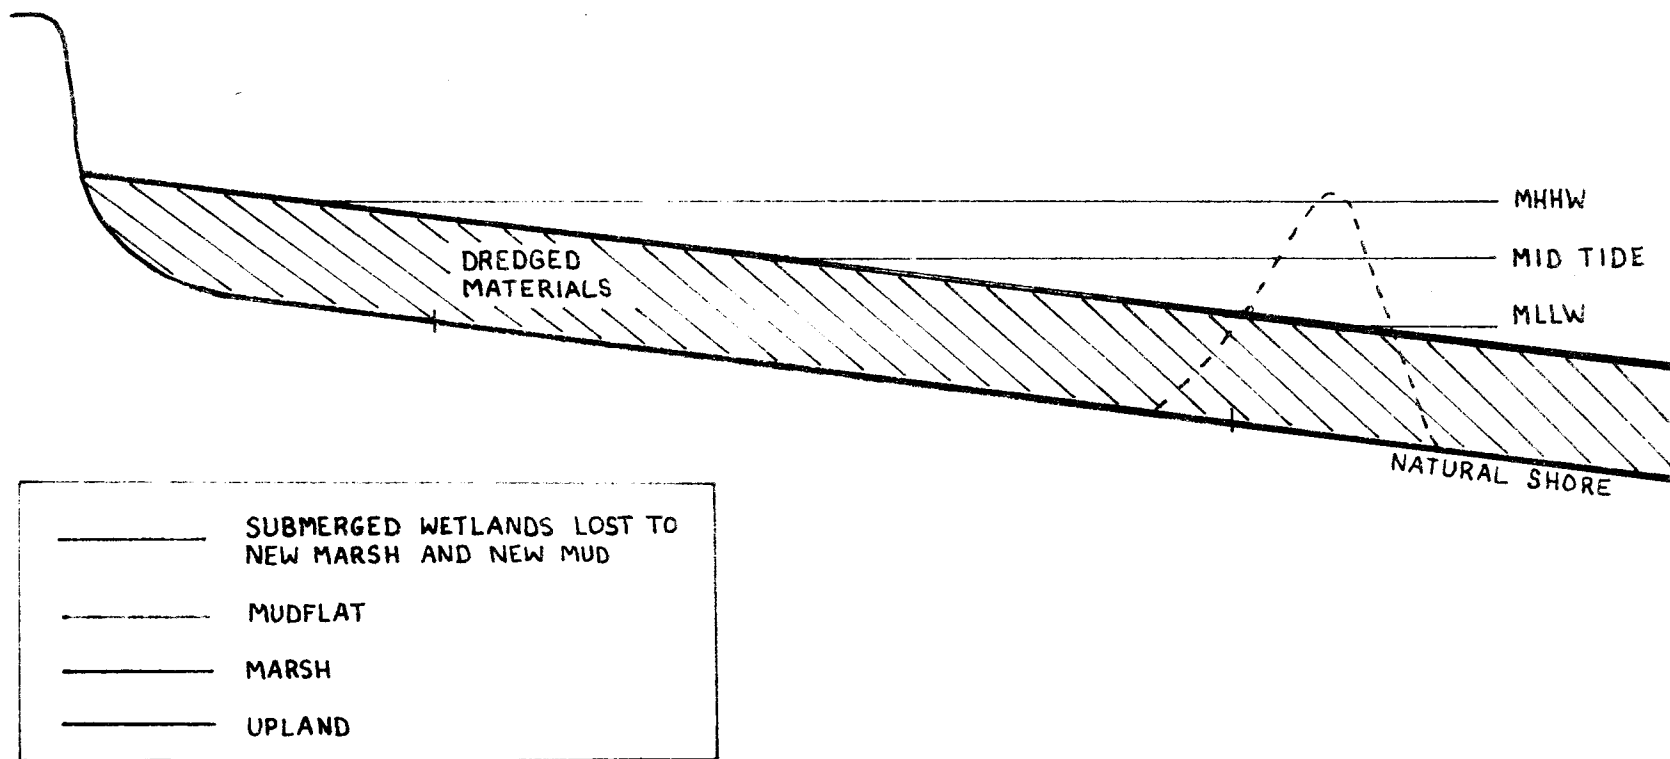 MHHW
DREDGED
MATERIALS
MID TIDE
MLLW
NATURAL SHORE
SUBMERGED WETLANDS LOST TO
NEW MARSH AND NEW MUD
MUDFLAT
MARSH
UPLAND